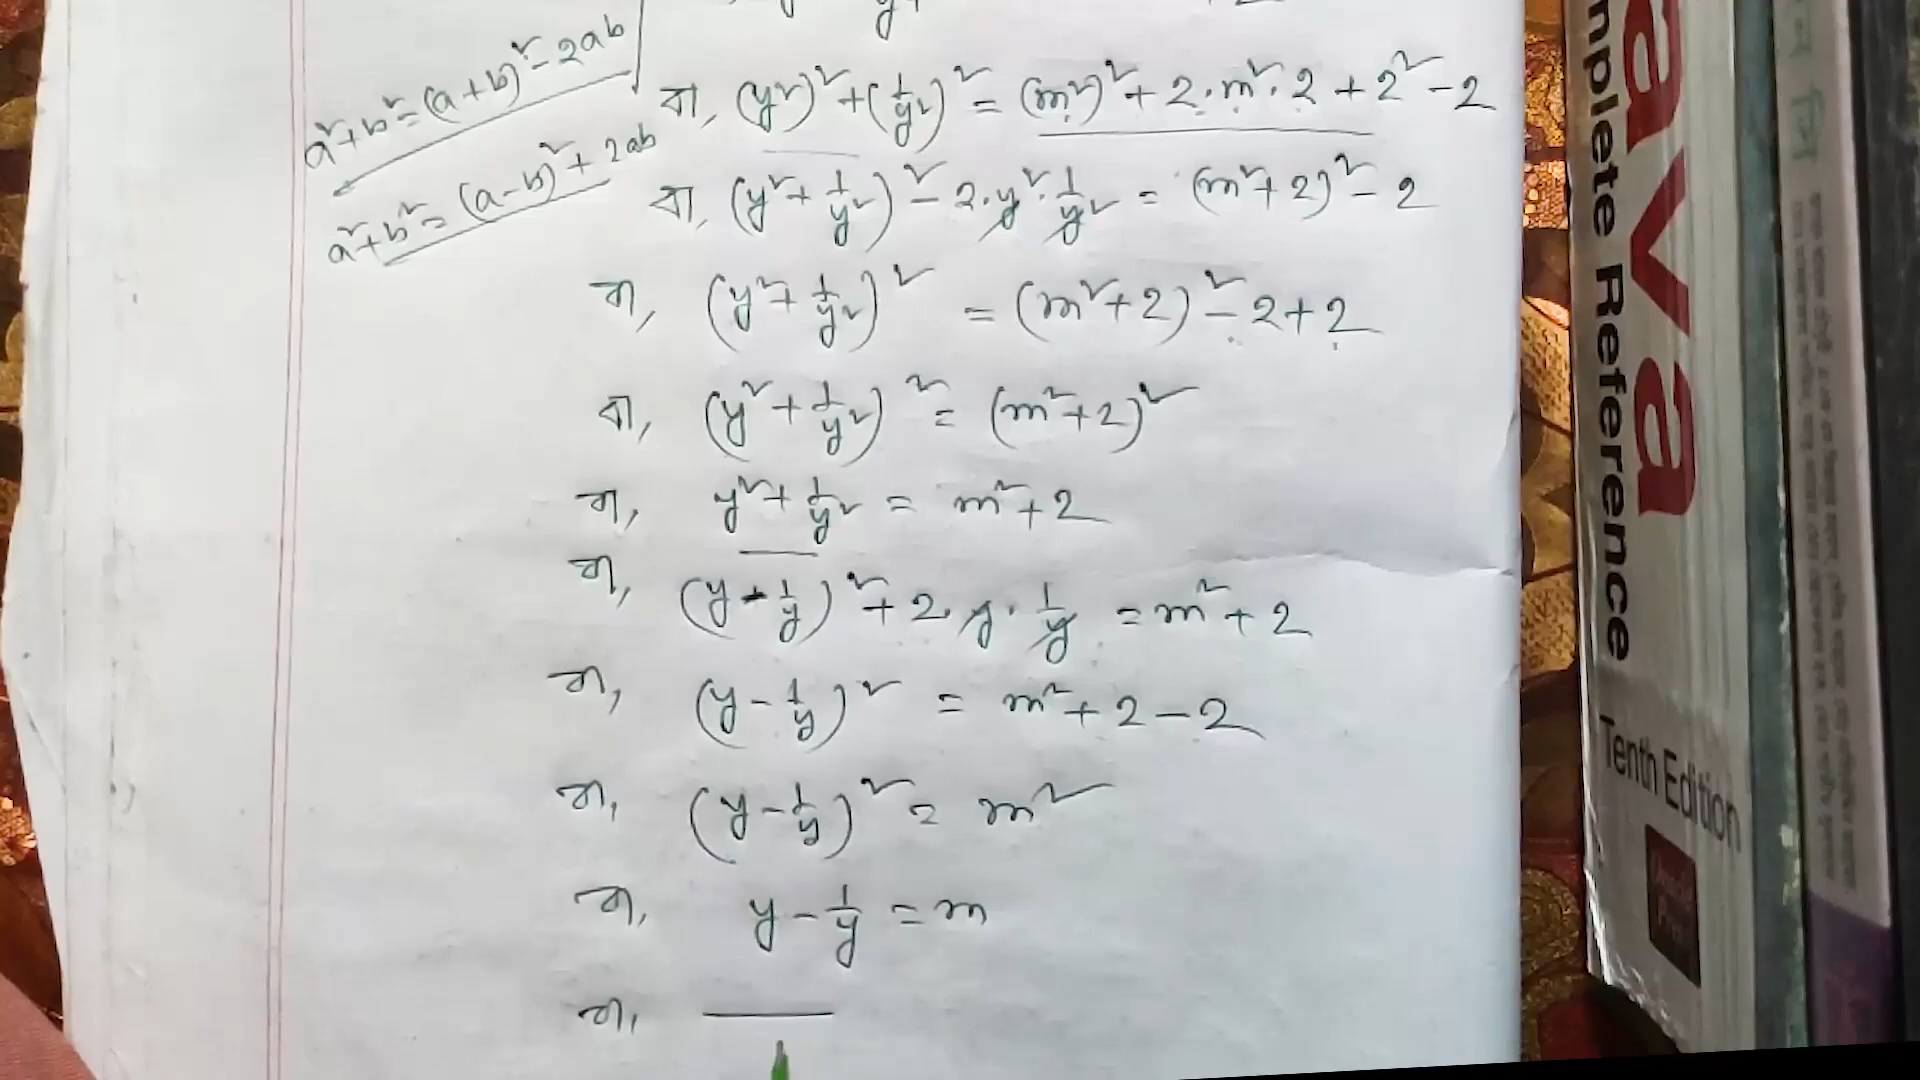 a²+b²=(a+b)²-2ab
a²+b²=(a-b)²+2ab
বা, (y²)²+(1/y²)²=(m²)²+2.m².2+2²-2
বা, (y²+1/y²)²-2.y².1/y²=(m²+2)²-2
বা, (y²+1/y²)²=(m²+2)²-2+2
বা, (y²+1/y²)²=(m²+2)²
বা, y²+1/y²=m²+2
বা, (y-1/y)²+2.y.1/y=m²+2
বা, (y-1/y)²=m²+2-2
বা, (y-1/y)²=m²
বা, y-1/y=m
বা,
ava
mplete Reference
Tenth Edition